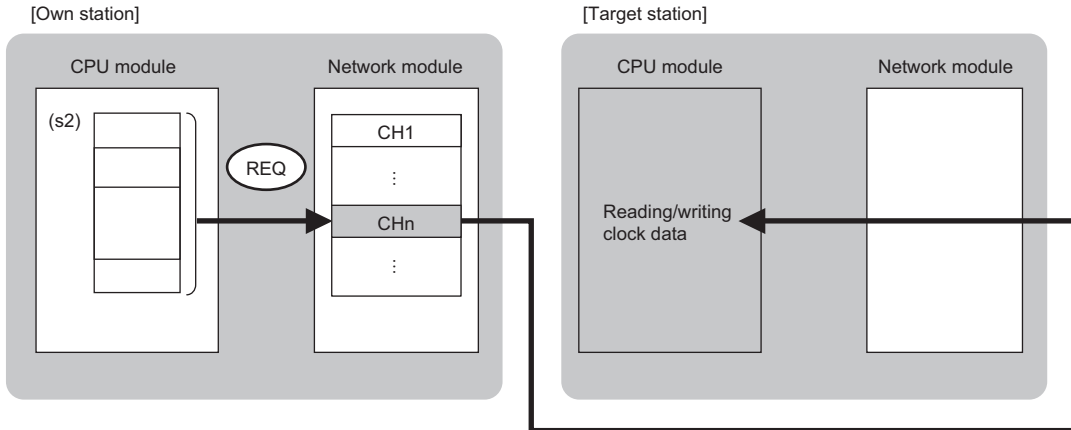 [Own station]
[Target station]
CPU module
Network module
CPU module
Network module
(s2)
CH1
REQ
⋮
CHn
⋮
Reading/writing
clock data